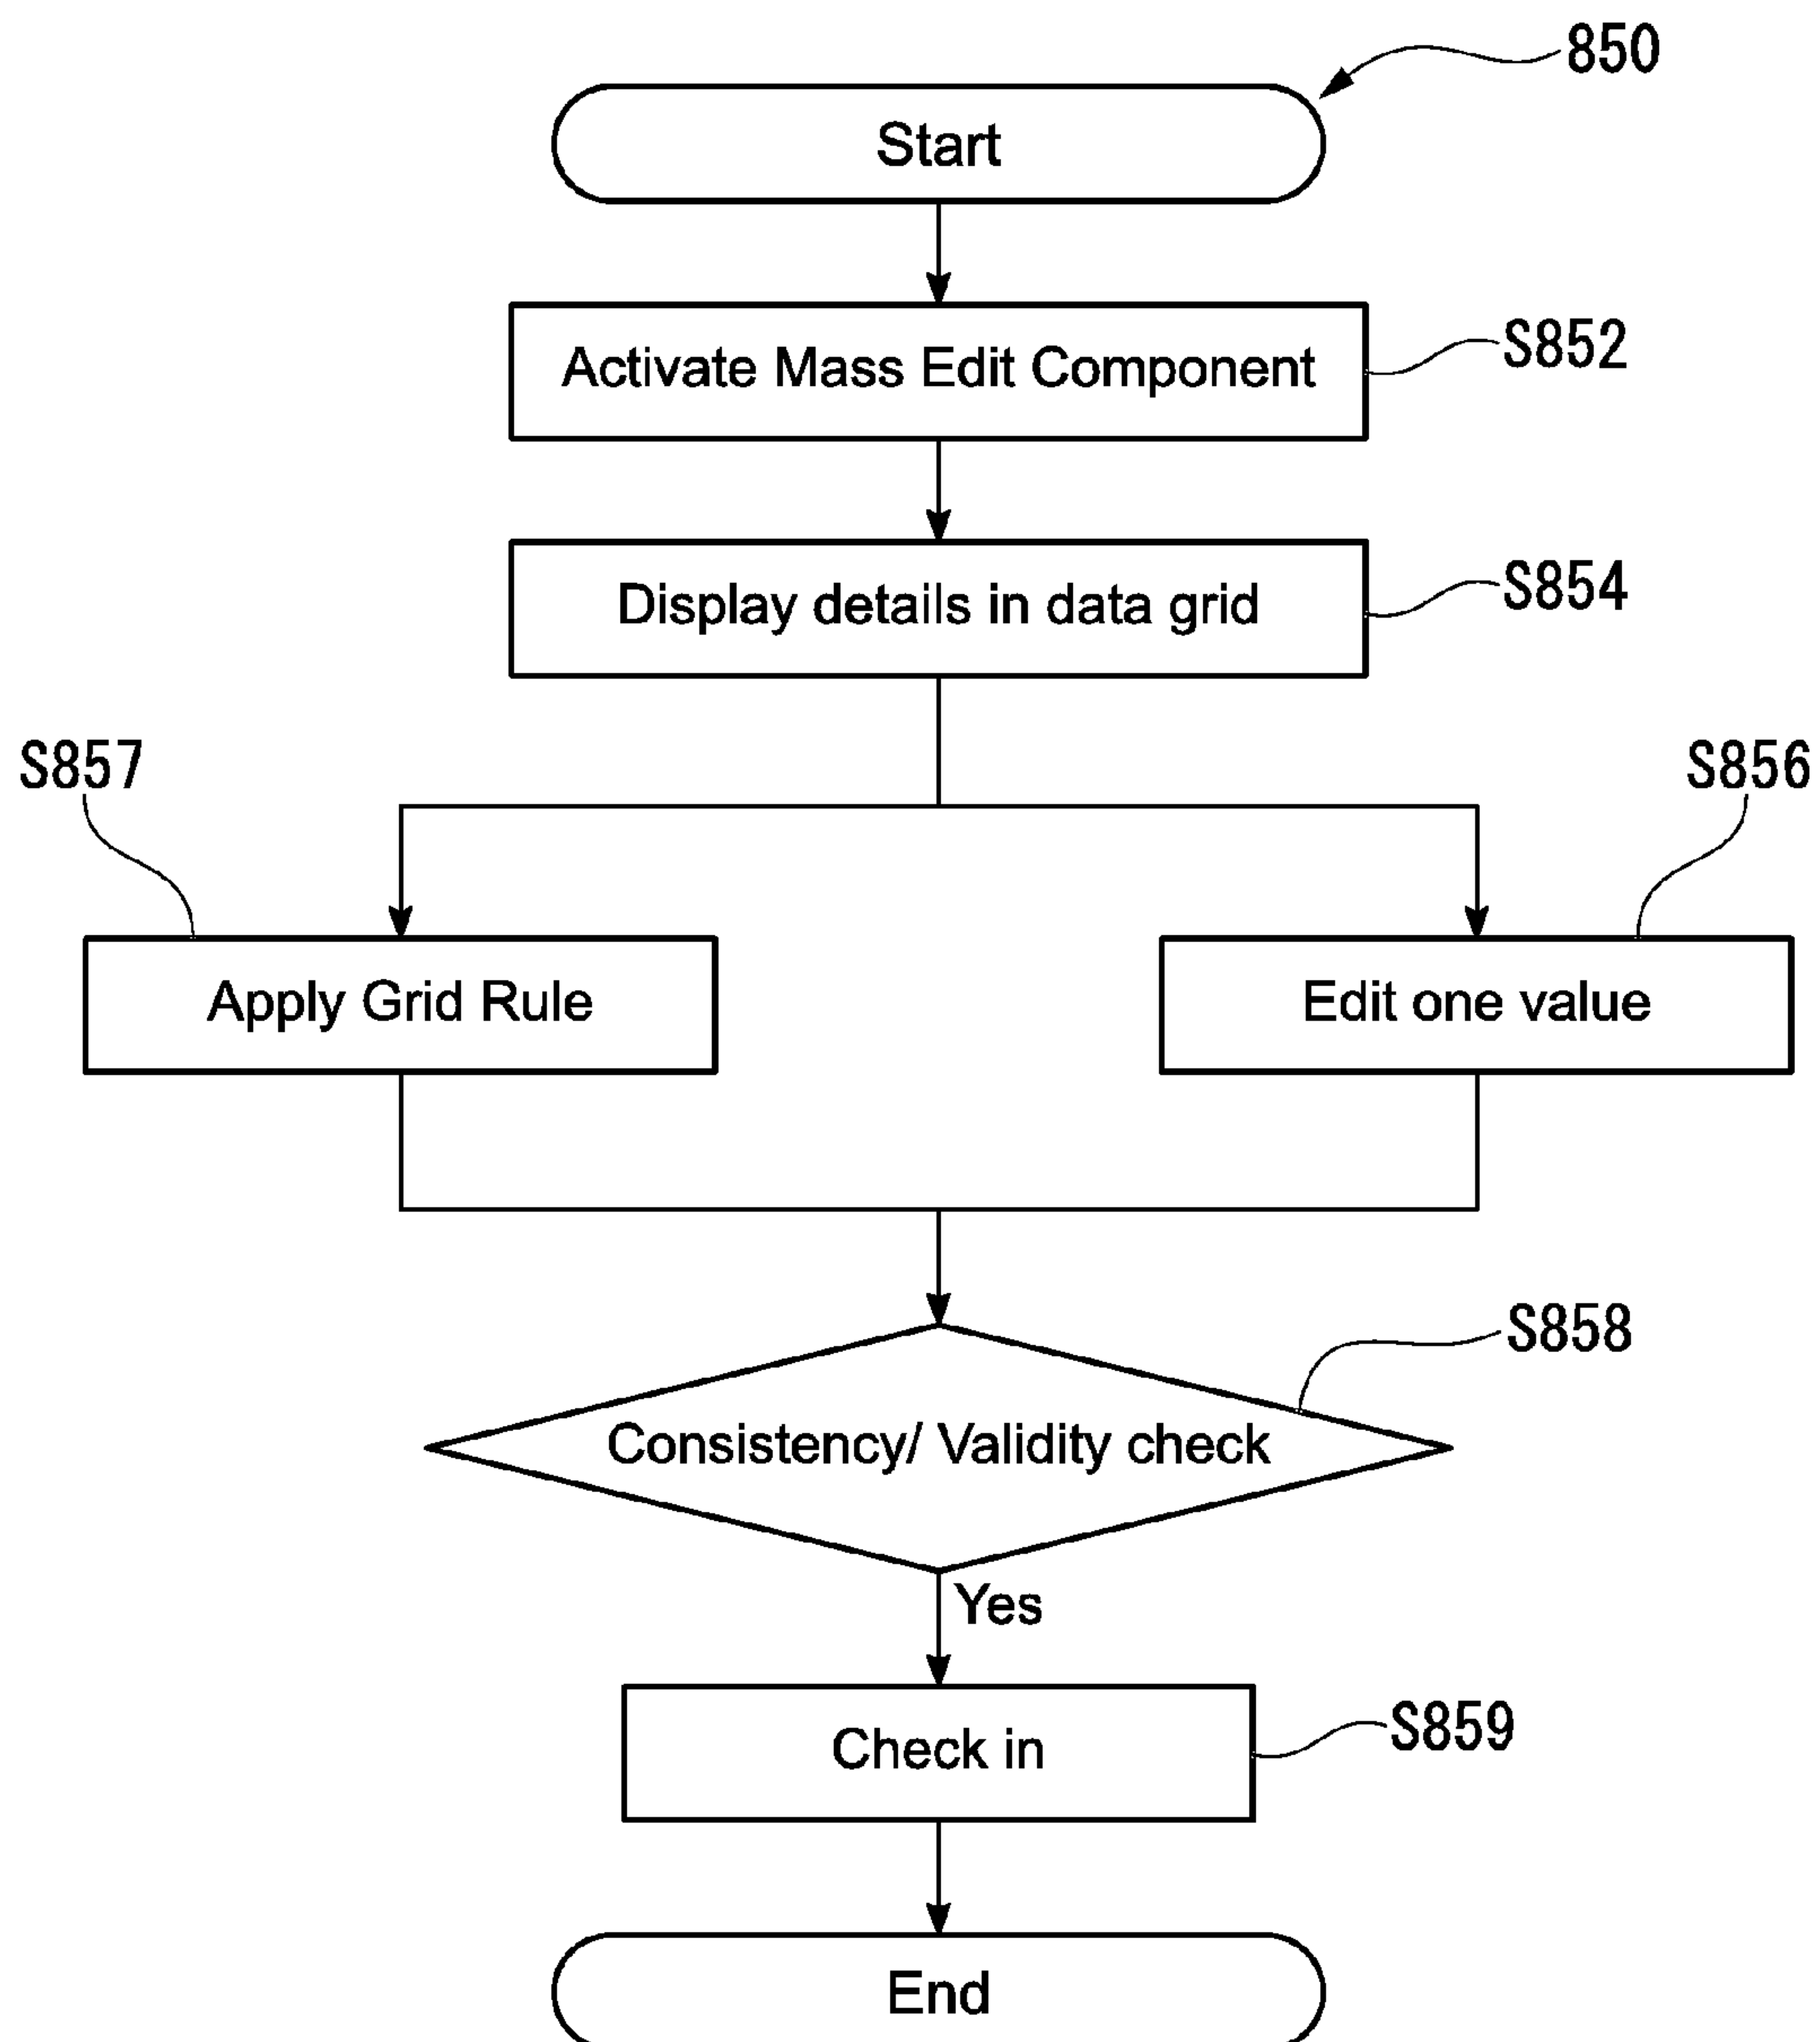 850
Start
Activate Mass Edit Component
S852
Display details in data grid
S854
S857
S856
Apply Grid Rule
Edit one value
S858
Consistency/ Validity check
Yes
Check in
S859
End